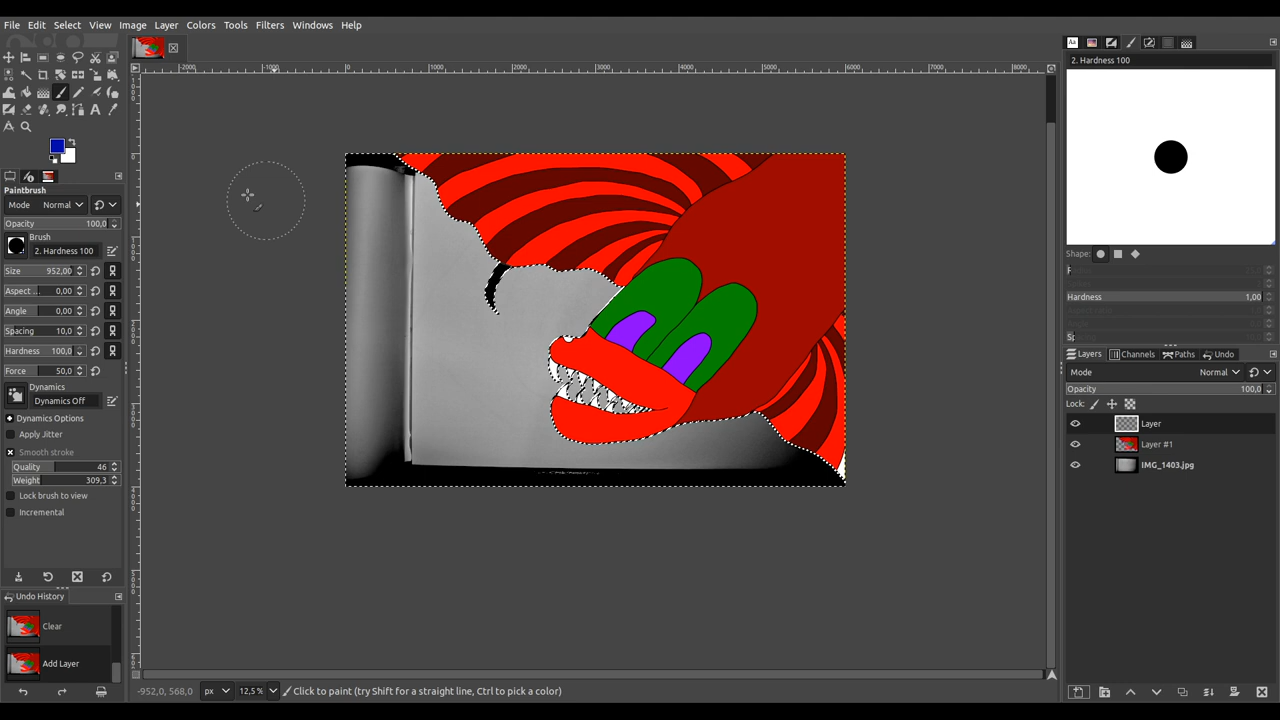 File Edit Select View Image Layer Colors Tools Filters Painters Windows Help
2. Hardness 100
Paintbrush
Mode Normal
Opacity 100,0
Brush
2. Hardness 100
Size 952,00
Aspect ... 0,00
Angle 0,00
Spacing 10,0
Hardness 100,0
Force 50,0
Dynamics
Dynamics Off
Dynamics Options
Apply Jitter
Smooth stroke
Quality 46
Weight 309,3
Lock brush to view
Incremental
Undo History
Clear
Add Layer
-952,0, 568,0 px 12,5 % Click to paint (try Shift for a straight line, Ctrl to pick a color)
Shape:
Hardness 1,00
Layers Channels Paths Undo
Mode Normal
Opacity 100,0
Lock:
Layer
Layer #1
IMG_1403.jpg